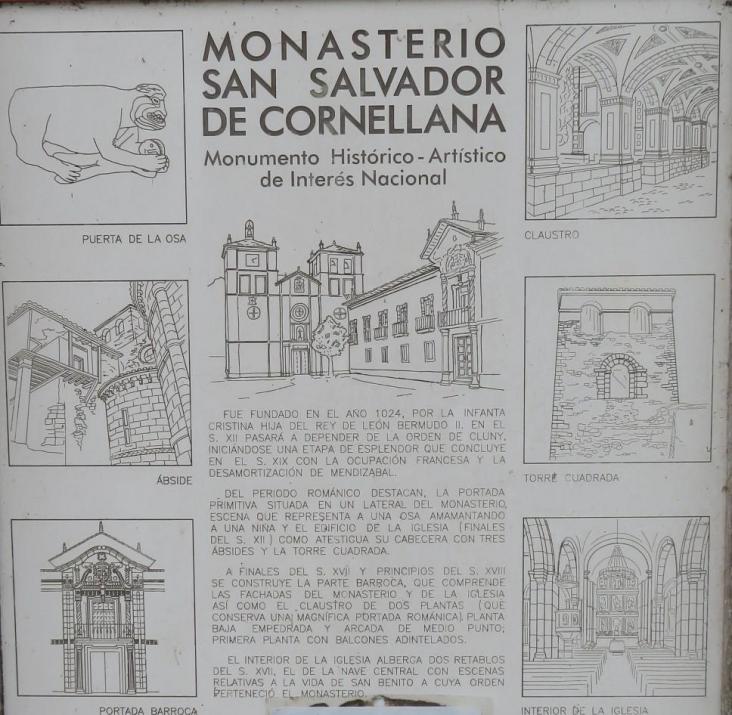 MONASTERIO
SAN SALVADOR
DE CORNELLANA
Monumento Histórico - Artístico
de Interés Nacional
PUERTA DE LA OSA
CLAUSTRO
ÁBSIDE
TORRE CUADRADA
FUE FUNDADO EN EL AÑO 1024, POR LA INFANTA
CRISTINA HIJA DEL REY DE LEÓN BERMUDO II. EN EL
S. XII PASARÁ A DEPENDER DE LA ORDEN DE CLUNY,
INICIÁNDOSE UNA ETAPA DE ESPLENDOR QUE CONCLUYE
EN EL S. XIX CON LA OCUPACIÓN FRANCESA Y LA
DESAMORTIZACIÓN DE MENDIZABAL.
DEL PERIODO ROMÁNICO DESTACAN, LA PORTADA
PRIMITIVA SITUADA EN UN LATERAL DEL MONASTERIO,
ESCENA QUE REPRESENTA A UNA OSA AMAMANTANDO
A UNA NIÑA Y EL EDIFICIO DE LA IGLESIA (FINALES
DEL S. XII) COMO ATESTIGUA SU CABECERA CON TRES
ÁBSIDES Y LA TORRE CUADRADA.
A FINALES DEL S. XVII Y PRINCIPIOS DEL S. XVIII
SE CONSTRUYE LA PARTE BARROCA, QUE COMPRENDE
LAS FACHADAS DEL MONASTERIO Y DE LA IGLESIA
ASÍ COMO EL CLAUSTRO DE DOS PLANTAS (QUE
CONSERVA UNA MAGNÍFICA PORTADA ROMÁNICA). PLANTA
BAJA EMPEDRADA Y ARCADA DE MEDIO PUNTO;
PRIMERA PLANTA CON BALCONES ADINTELADOS.
EL INTERIOR DE LA IGLESIA ALBERGA DOS RETABLOS
DEL S. XVII, EL DE LA NAVE CENTRAL CON ESCENAS
RELATIVAS A LA VIDA DE SAN BENITO A CUYA ORDEN
PERTENECIÓ EL MONASTERIO.
PORTADA BARROCA
INTERIOR DE LA IGLESIA